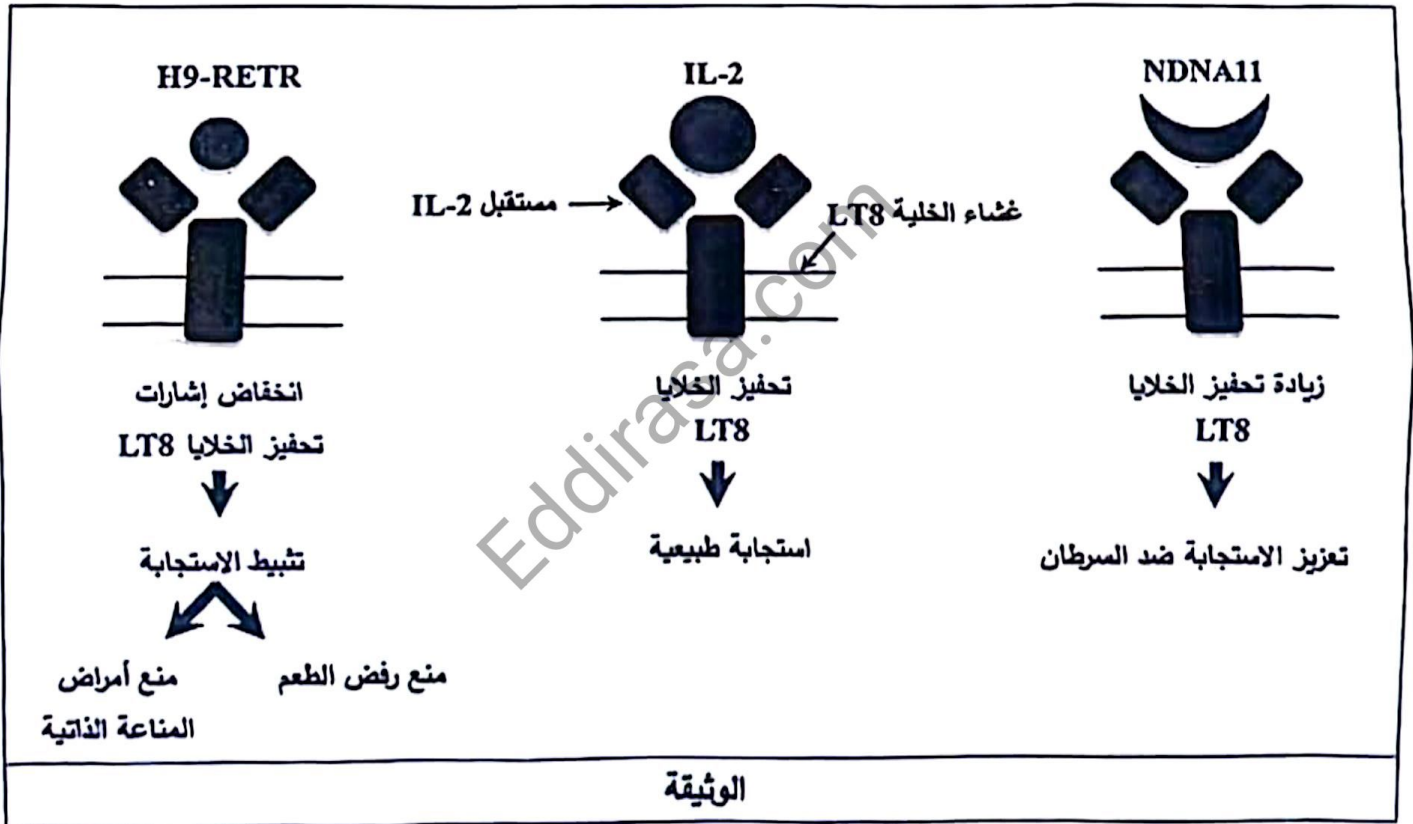 H9-RETR
انخفاض إشارات
تحفيز الخلايا LT8
تثبيط الاستجابة
منع رفض الطعم
منع أمراض
المناعة الذاتية
IL-2
مستقبل IL-2
غشاء الخلية LT8
تحفيز الخلايا
LT8
استجابة طبيعية
NDNA11
زيادة تحفيز الخلايا
LT8
تعزيز الاستجابة ضد السرطان
Eddirasa.com
الوثيقة